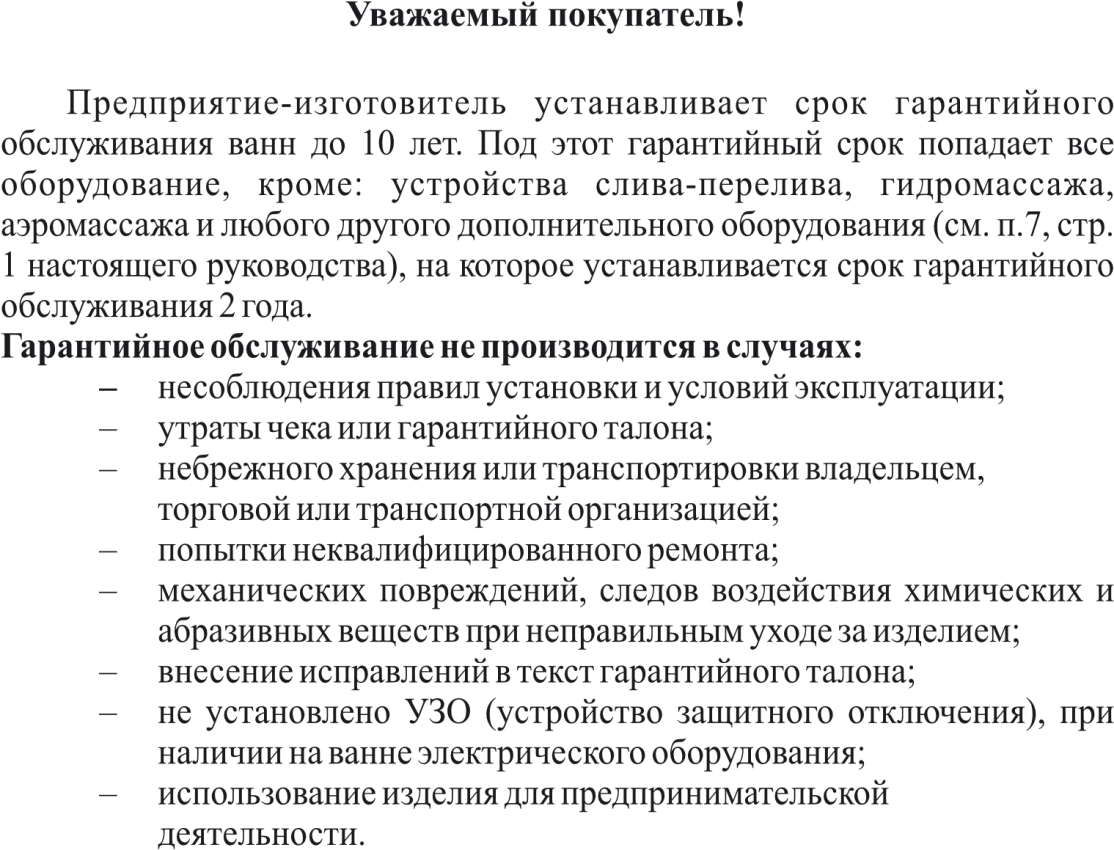 Уважаемый покупатель!
Предприятие-изготовитель устанавливает срок гарантийного
обслуживания ванн до 10 лет. Под этот гарантийный срок попадает все
оборудование, кроме: устройства слива-перелива, гидромассажа,
аэромассажа и любого другого дополнительного оборудования (см. п.7, стр.
1 настоящего руководства), на которое устанавливается срок гарантийного
обслуживания 2 года.
Гарантийное обслуживание не производится в случаях:
– несоблюдения правил установки и условий эксплуатации;
– утраты чека или гарантийного талона;
– небрежного хранения или транспортировки владельцем,
торговой или транспортной организацией;
– попытки неквалифицированного ремонта;
– механических повреждений, следов воздействия химических и
абразивных веществ при неправильным уходе за изделием;
– внесение исправлений в текст гарантийного талона;
– не установлено УЗО (устройство защитного отключения), при
наличии на ванне электрического оборудования;
– использование изделия для предпринимательской
деятельности.